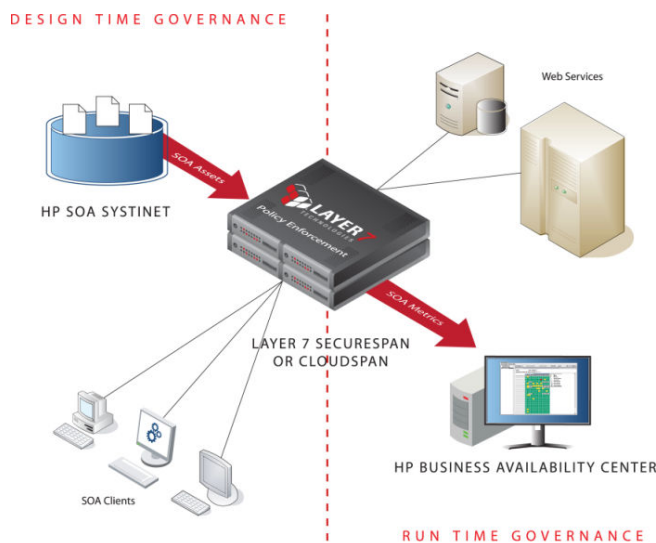 DESIGN TIME GOVERNANCE
Web Services
SOA Assets
HP SOA SYSTINET
LAYER 7
TECHNOLOGIES
Policy Enforcement
SOA Metrics
LAYER 7 SECURESPAN
OR CLOUDSPAN
HP BUSINESS AVAILABILITY CENTER
SOA Clients
RUN TIME GOVERNANCE